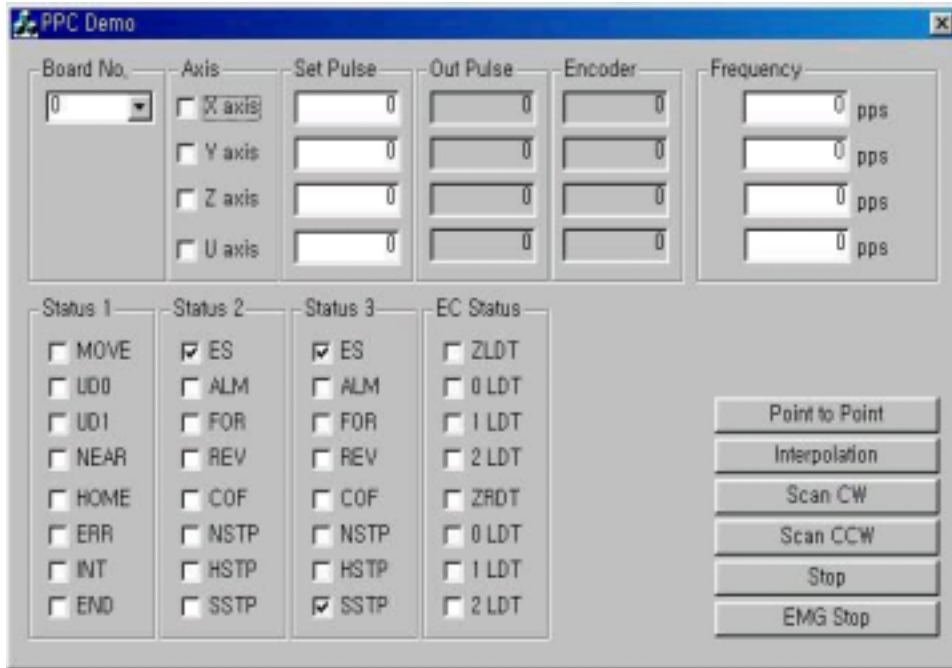 PPC Demo
Board No. Axis Set Pulse Out Pulse Encoder Frequency
0 X axis 0 0 0 0 pps
Y axis 0 0 0 0 pps
Z axis 0 0 0 0 pps
U axis 0 0 0 0 pps
Status 1 Status 2 Status 3 EC Status
MOVE ES ES ZLDT
UD0 ALM ALM 0 LDT
UD1 FOR FOR 1 LDT
NEAR REV REV 2 LDT
HOME COF COF ZRDT
ERR NSTP NSTP 0 LDT
INT HSTP HSTP 1 LDT
END SSTP SSTP 2 LDT
Point to Point
Interpolation
Scan CW
Scan CCW
Stop
EMG Stop